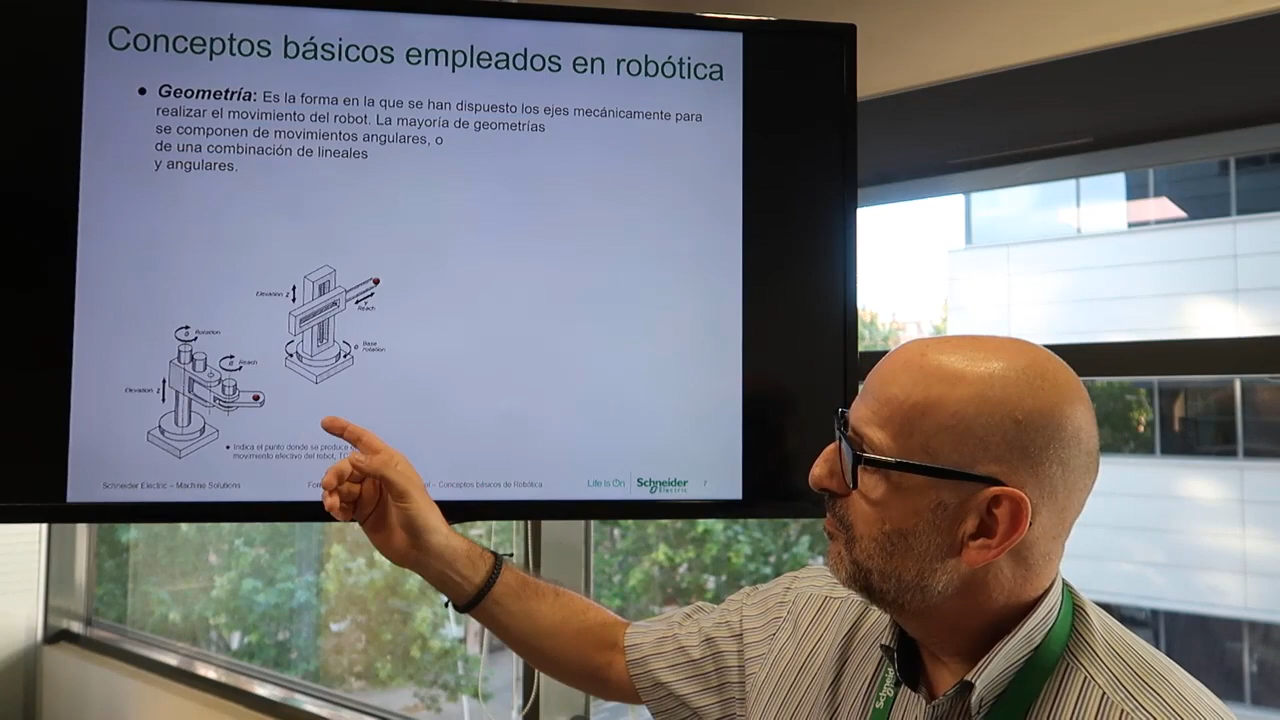 Conceptos básicos empleados en robótica
● Geometría: Es la forma en la que se han dispuesto los ejes mecánicamente para
realizar el movimiento del robot. La mayoría de geometrías
se componen de movimientos angulares, o
de una combinación de lineales
y angulares.
Elevation Z
Y
Reach
θ Base
rotation
θ Rotation
θ Reach
Elevation Z
● Indica el punto donde se produce
movimiento efectivo del robot,
Schneider Electric – Machine Solutions
– Conceptos básicos de Robótica
Life Is On
Schneider
Electric
7
Schneider